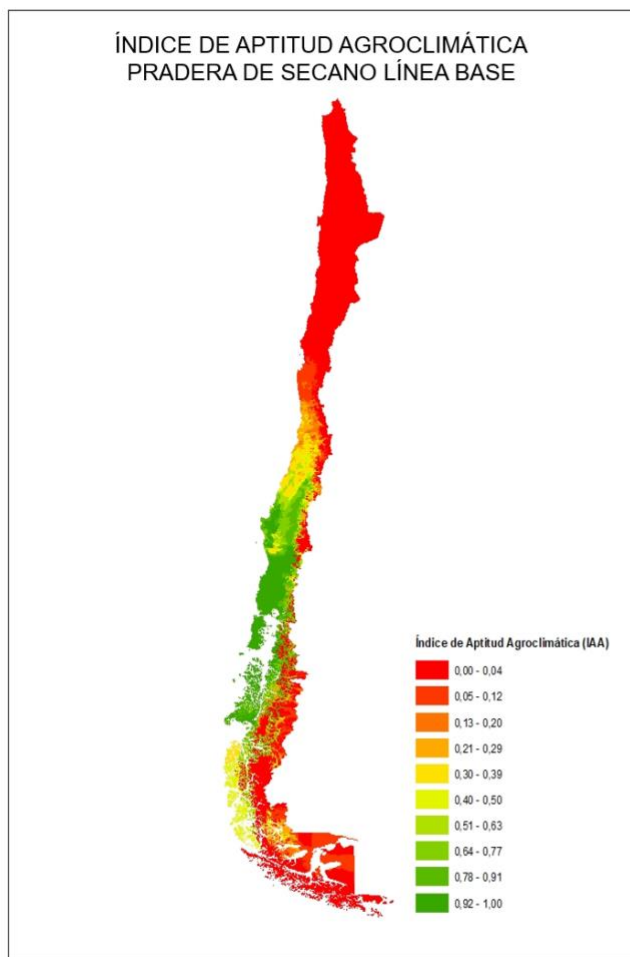 ÍNDICE DE APTITUD AGROCLIMÁTICA
PRADERA DE SECANO LÍNEA BASE
Índice de Aptitud Agroclimática (IAA)
0,00 - 0,04
0,05 - 0,12
0,13 - 0,20
0,21 - 0,29
0,30 - 0,39
0,40 - 0,50
0,51 - 0,63
0,64 - 0,77
0,78 - 0,91
0,92 - 1,00